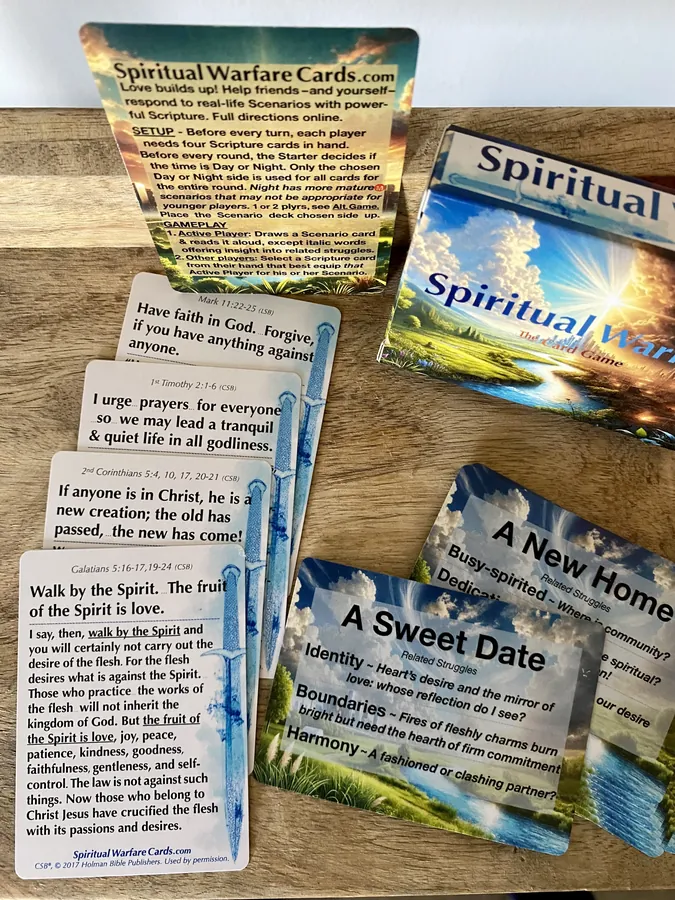 Spiritual Warfare Cards.com
Love builds up! Help friends–and yourself–
respond to real-life Scenarios with power-
ful Scripture. Full directions online.
SETUP - Before every turn, each player
needs four Scripture cards in hand.
Before every round, the Starter decides if
the time is Day or Night. Only the chosen
Day or Night side is used for all cards for
the entire round. Night has more mature
scenarios that may not be appropriate for
younger players. 1 or 2 plyrs, see Alt.Game.
Place the Scenario deck chosen side up.
GAMEPLAY
1. Active Player: Draws a Scenario card
& reads it aloud, except italic words
offering insight into related struggles.
2. Other players: Select a Scripture card
from their hand that best equip that
Active Player for his or her Scenario.
Spiritual
Spiritual War
The Card Game
Mark 11:22-25 (LSB)
Have faith in God. Forgive,
if you have anything against
anyone.
1st Timothy 2:1-6 (CSB)
I urge prayers for everyone
so we may lead a tranquil
& quiet life in all godliness.
2nd Corinthians 5:4, 10, 17, 20-21 (CSB)
If anyone is in Christ, he is a
new creation; the old has
passed, the new has come!
Galatians 5:16-17,19-24 (CSB)
Walk by the Spirit. The fruit
of the Spirit is love.
I say, then, walk by the Spirit and
you will certainly not carry out the
desire of the flesh. For the flesh
desires what is against the Spirit.
Those who practice the works of
the flesh will not inherit the
kingdom of God. But the fruit of
the Spirit is love, joy, peace,
patience, kindness, goodness,
faithfulness, gentleness, and self-
control. The law is not against such
things. Now those who belong to
Christ Jesus have crucified the flesh
with its passions and desires.
Spiritual Warfare Cards.com
CSB®, © 2017 Holman Bible Publishers. Used by permission.
A New Home
Related Struggles
Busy-spirited ~ Where in community?
e spiritual?
n!
our desire
A Sweet Date
Related Struggles
Identity ~ Heart's desire and the mirror of
love: whose reflection do I see?
Boundaries ~ Fires of fleshly charms burn
bright but need the hearth of firm commitment
Harmony ~ A fashioned or clashing partner?